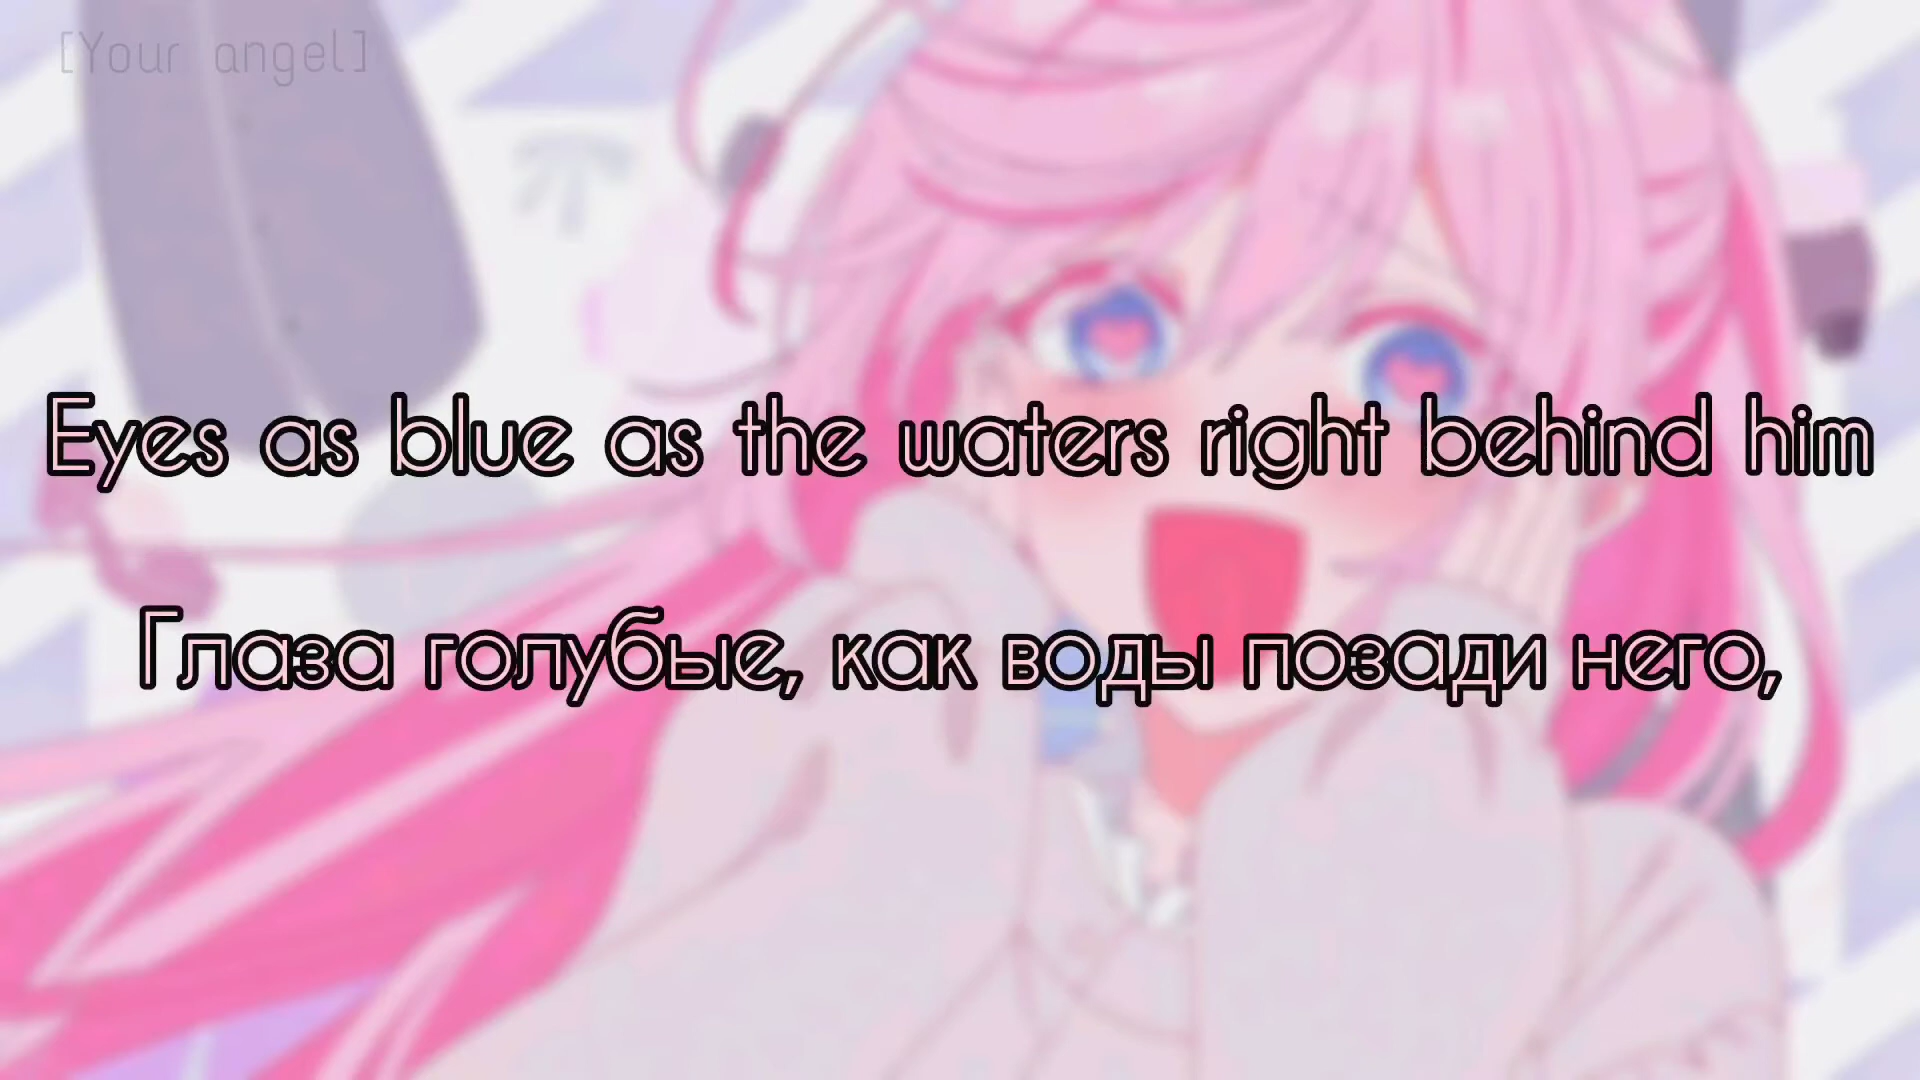 [Your angel]
Eyes as blue as the waters right behind him
Глаза голубые, как воды позади него,